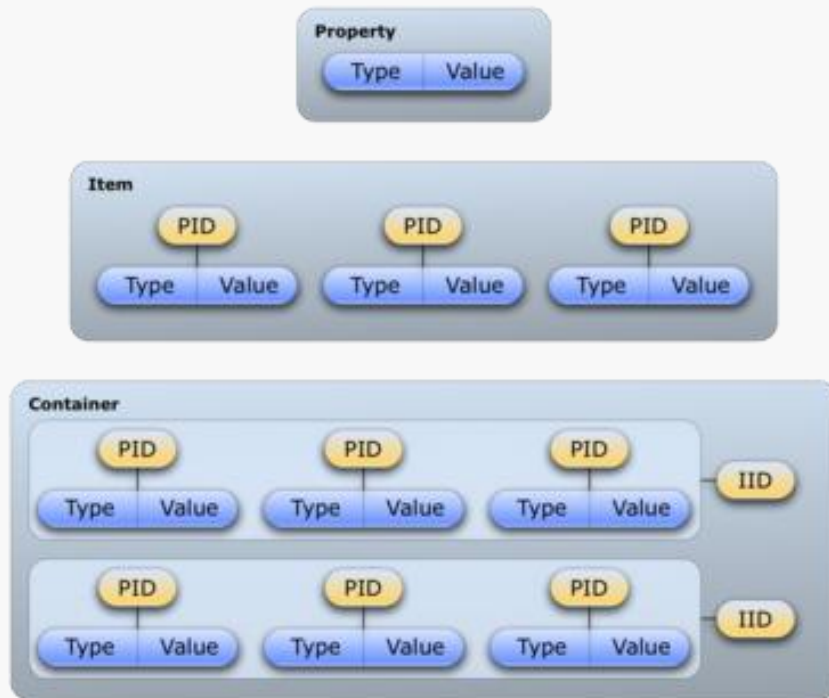 Property
Type Value
Item
PID PID PID
Type Value Type Value Type Value
Container
PID PID PID
IID
Type Value Type Value Type Value
PID PID PID
IID
Type Value Type Value Type Value